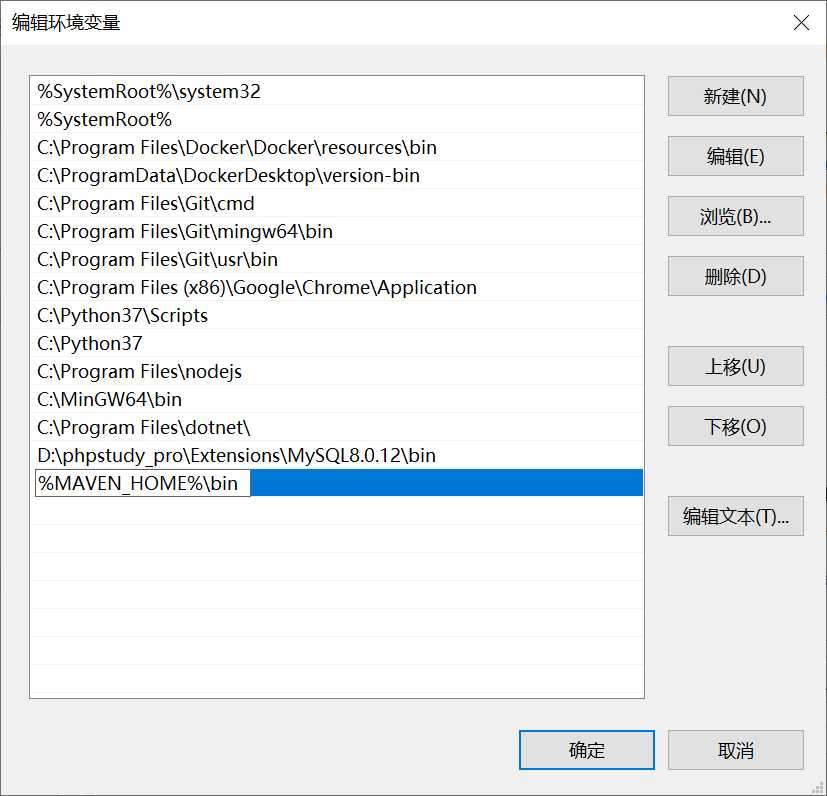 编辑环境变量
%SystemRoot%\system32
%SystemRoot%
C:\Program Files\Docker\Docker\resources\bin
C:\ProgramData\DockerDesktop\version-bin
C:\Program Files\Git\cmd
C:\Program Files\Git\mingw64\bin
C:\Program Files\Git\usr\bin
C:\Program Files (x86)\Google\Chrome\Application
C:\Python37\Scripts
C:\Python37
C:\Program Files\nodejs
C:\MinGW64\bin
C:\Program Files\dotnet\
D:\phpstudy_pro\Extensions\MySQL8.0.12\bin
%MAVEN_HOME%\bin
新建(N)
编辑(E)
浏览(B)...
删除(D)
上移(U)
下移(O)
编辑文本(T)...
确定
取消